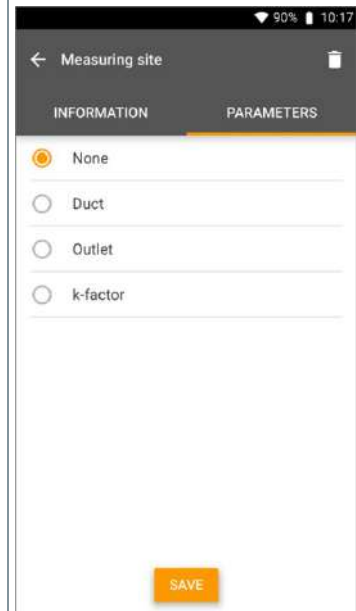 90% 10:17
Measuring site
INFORMATION PARAMETERS
None
Duct
Outlet
k-factor
SAVE